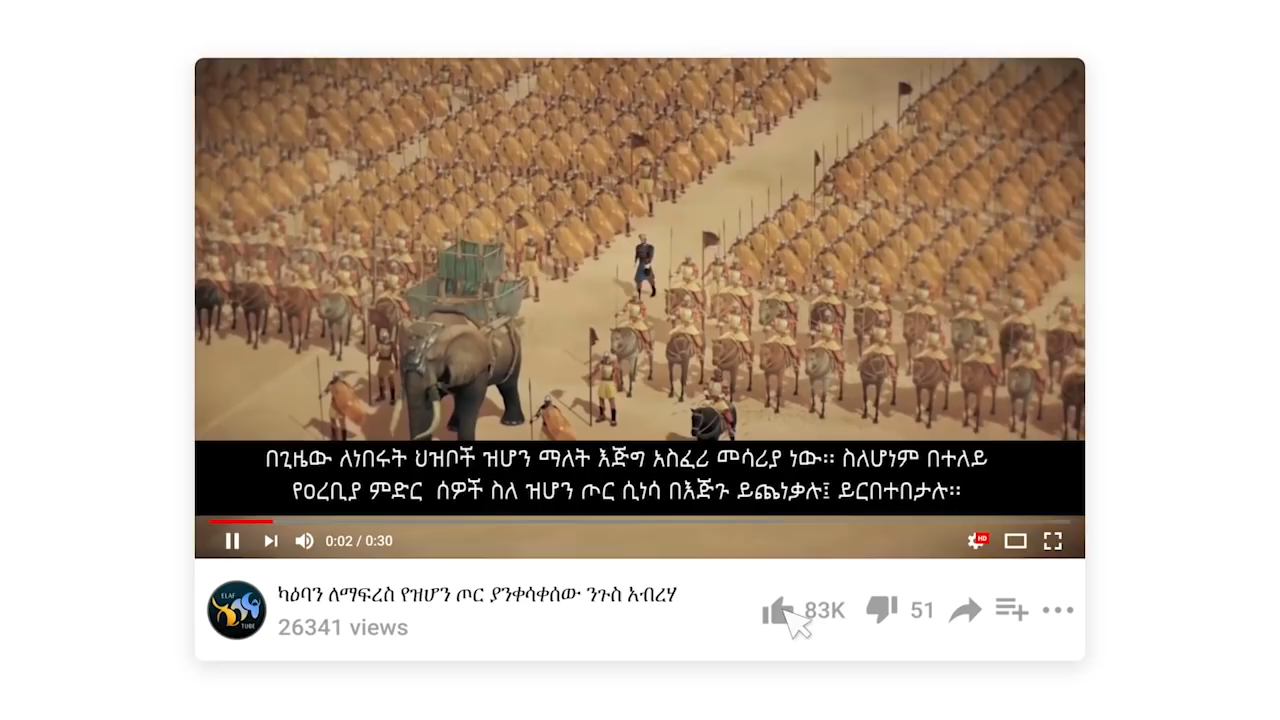 በጊዜው ለነበሩት ህዝቦች ዝሆን ማለት እጅግ አስፈሪ መሳሪያ ነው። ስለሆነም በተለይ
የዐረቢያ ምድር ሰዎች ስለ ዝሆን ጦር ሲነሳ በእጅጉ ይጨነቃሉ፤ ይርበተበታሉ።
0:02 / 0:30
HD
ELAF
TUBE
ካዕባን ለማፍረስ የዝሆን ጦር ያንቀሳቀሰው ንጉስ አብረሃ
83K
51
26341 views